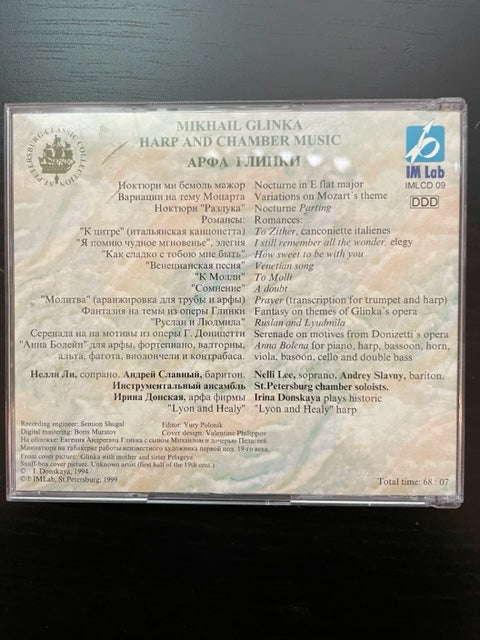 ST.PETERSBURG CLASSIC COLLECTION
MIKHAIL GLINKA
HARP AND CHAMBER MUSIC
АРФА ГЛИНКИ
IM Lab
IMLCD 09
DDD
Ноктюрн ми бемоль мажор Nocturne in E flat major
Вариации на тему Моцарта Variations on Mozart`s theme
Ноктюрн "Разлука" Nocturne Parting
Романсы: Romances:
"К цитре" (итальянская канцонетта) To Zither, canconiette italienes
"Я помню чудное мгновенье", элегия I still remember all the wonder, elegy
"Как сладко с тобою мне быть" How sweet to be with you
"Венецианская песня" Venetian song
"К Молли" To Molli
"Сомнение" A doubt
"Молитва" (аранжировка для трубы и арфы) Prayer (transcription for trumpet and harp)
Фантазия на темы из оперы Глинки Fantasy on themes of Glinka`s opera
"Руслан и Людмила" Ruslan and Lyudmila
Серенада на на мотивы из оперы Г. Доницетти Serenade on motives from Donizetti`s opera
"Анна Болейн" для арфы, фортепиано, валторны, Anna Bolena for piano, harp, bassoon, horn,
альта, фагота, виолончели и контрабаса. viola, basoon, cello and double bass
Нелли Ли, сопрано. Андрей Славный, баритон. Nelli Lee, soprano, Andrey Slavny, bariton.
Инструментальный ансамбль St.Petersburg chamber soloists.
Ирина Донская, арфа фирмы Irina Donskaya plays historic
"Lyon and Healy" "Lyon and Healy" harp
Recording engineer: Semion Shugal Editor: Yury Polonik
Digital mastering: Boris Muratov Cover design: Valentino Philippov
На обложке: Евгения Андреевна Глинка с сыном Михаилом и дочерью Пелагеей.
Миниатюра на табакерке работы неизвестного художника первой пол. 19-го века.
Front cover picture: Glinka with mother and sister Pelageya.
Snuff-box cover picture. Unknown artist (first half of the 19th cent.)
© I. Donskaya, 1994
©℗ IMLab, St.Petersburg, 1999
Total time: 68 : 07